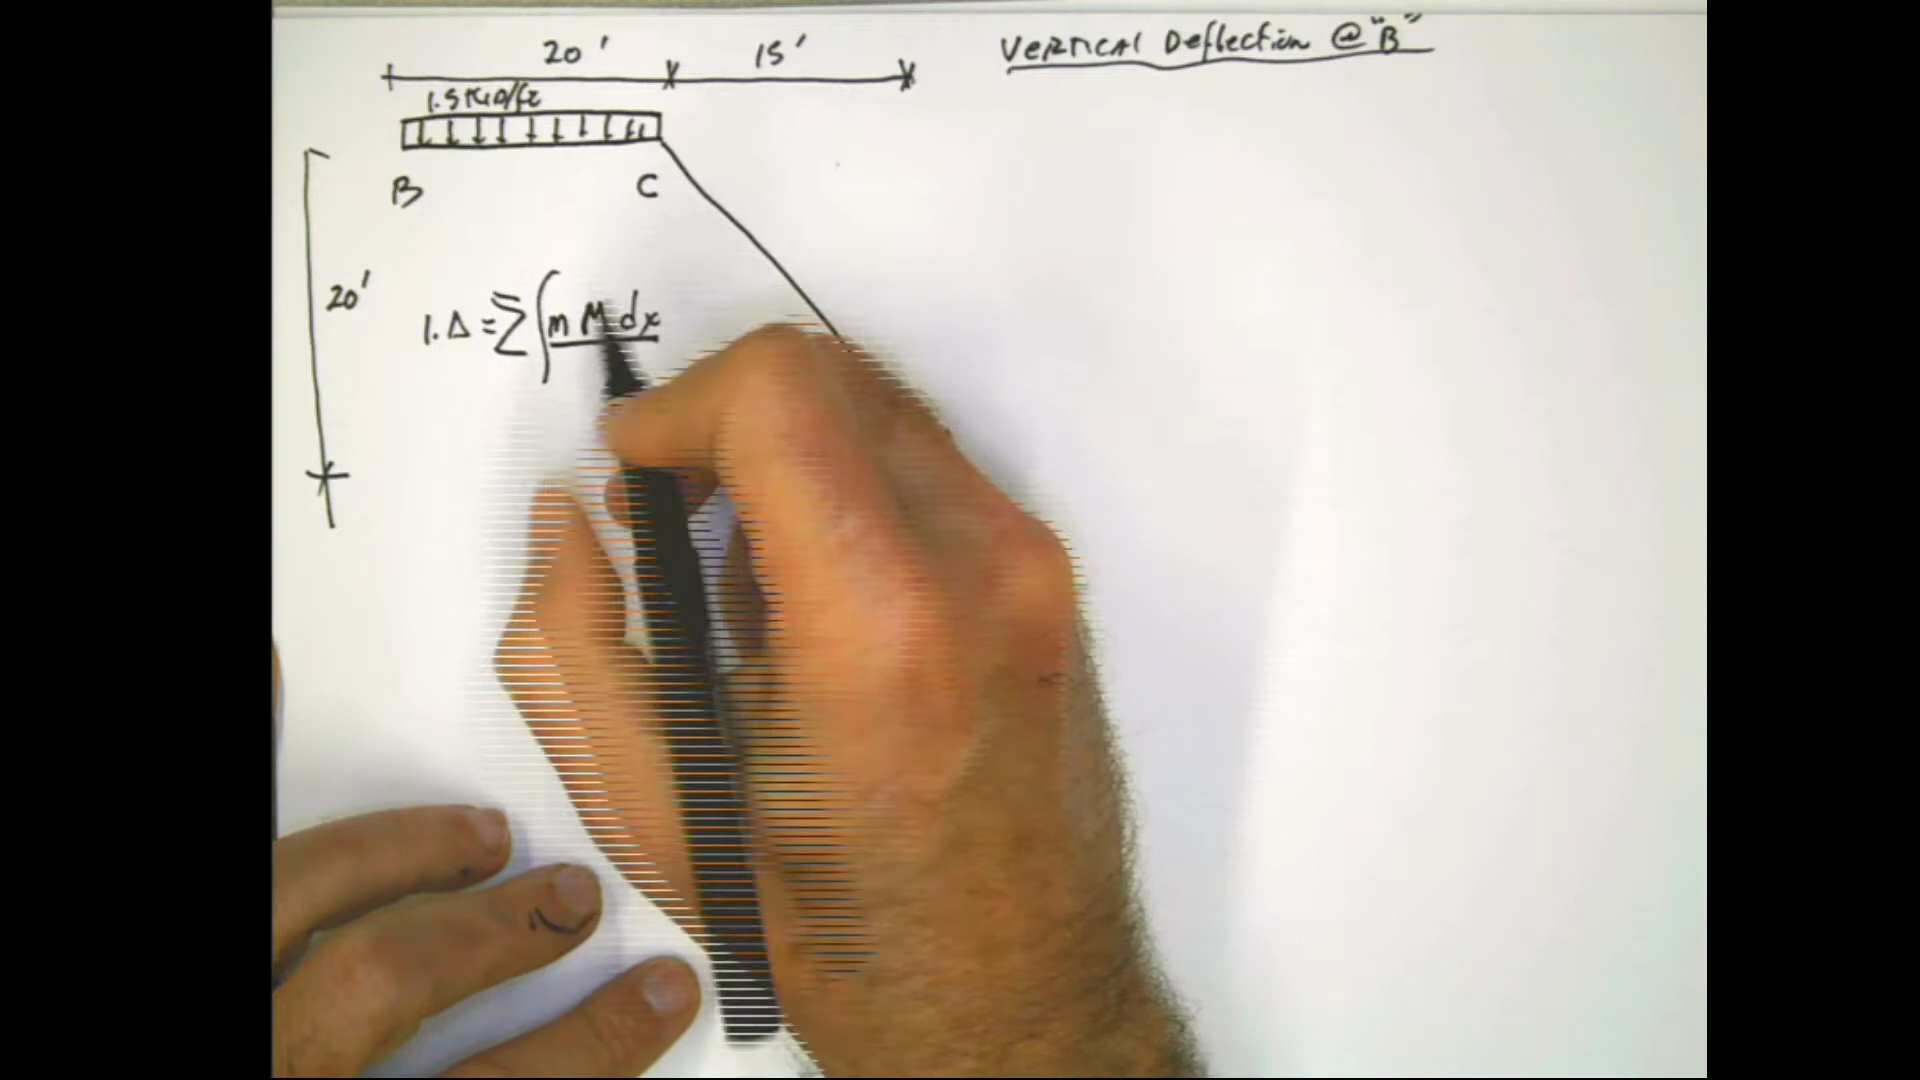 20' 15' VERTICAL Deflection @ "B"
1.5 Kip/ft
B C
20'
1.Δ = Σ ∫ m M dx